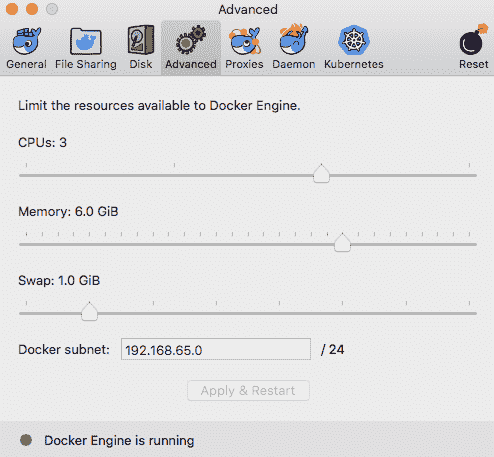 Advanced
General File Sharing Disk Advanced Proxies Daemon Kubernetes Reset
Limit the resources available to Docker Engine.
CPUs: 3
Memory: 6.0 GiB
Swap: 1.0 GiB
Docker subnet: 192.168.65.0 / 24
Apply & Restart
Docker Engine is running